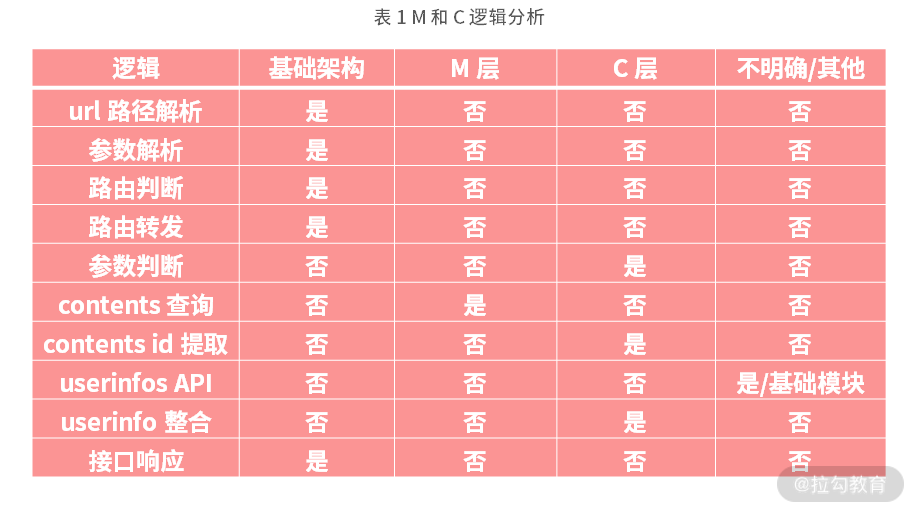 表 1 M 和 C 逻辑分析
逻辑 基础架构 M 层 C 层 不明确/其他
url 路径解析 是 否 否 否
参数解析 是 否 否 否
路由判断 是 否 否 否
路由转发 是 否 否 否
参数判断 否 否 是 否
contents 查询 否 是 否 否
contents id 提取 否 否 是 否
userinfos API 否 否 否 是/基础模块
userinfo 整合 否 否 是 否
接口响应 是 否 否 否
@拉勾教育